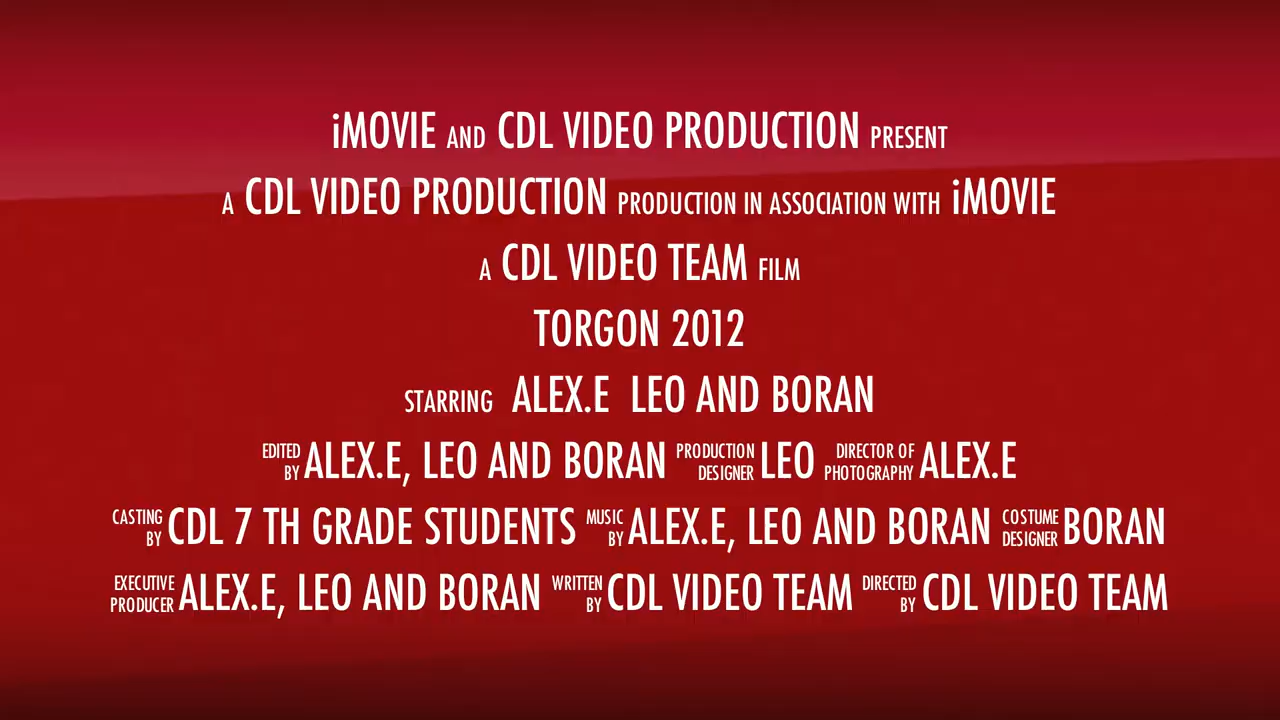 iMOVIE AND CDL VIDEO PRODUCTION PRESENT
A CDL VIDEO PRODUCTION PRODUCTION IN ASSOCIATION WITH iMOVIE
A CDL VIDEO TEAM FILM
TORGON 2012
STARRING ALEX.E LEO AND BORAN
EDITED BY ALEX.E, LEO AND BORAN PRODUCTION DESIGNER LEO DIRECTOR OF PHOTOGRAPHY ALEX.E
CASTING BY CDL 7 TH GRADE STUDENTS MUSIC BY ALEX.E, LEO AND BORAN COSTUME DESIGNER BORAN
EXECUTIVE PRODUCER ALEX.E, LEO AND BORAN WRITTEN BY CDL VIDEO TEAM DIRECTED BY CDL VIDEO TEAM